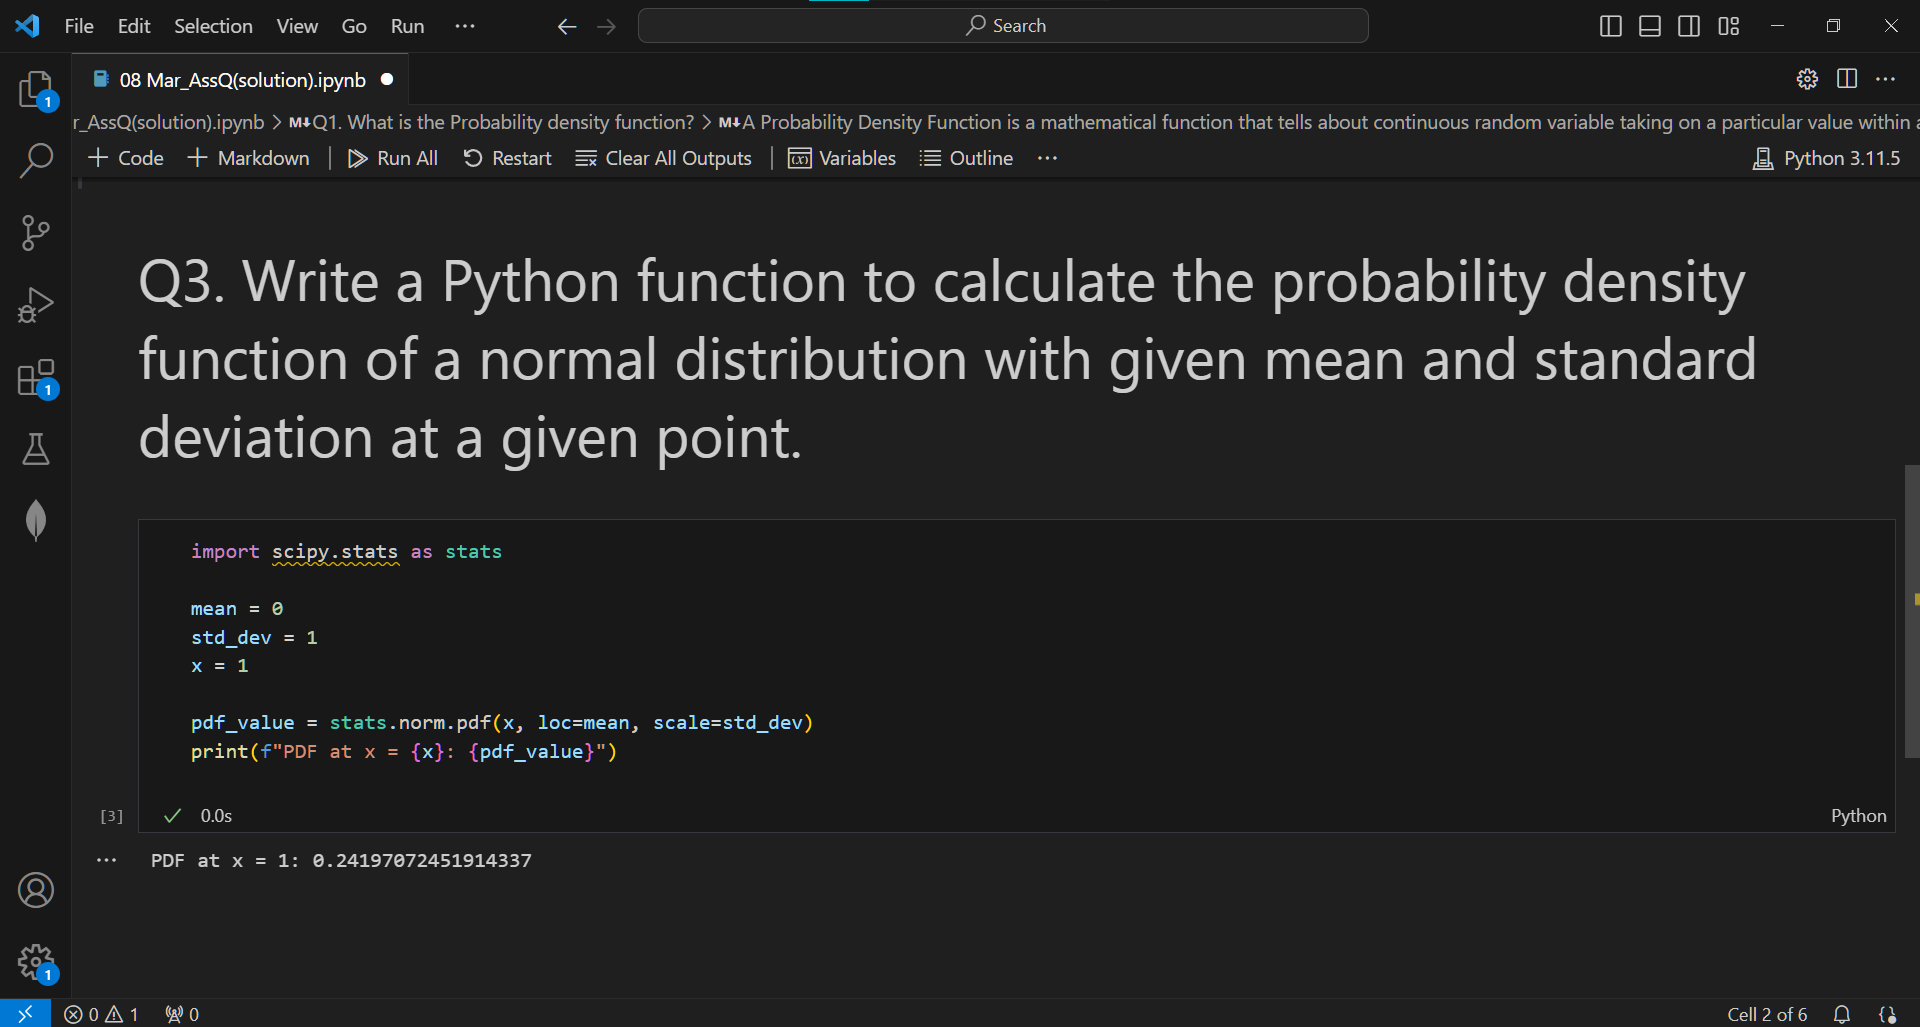 File Edit Selection View Go Run ···
Search
08 Mar_AssQ(solution).ipynb
r_AssQ(solution).ipynb > M↓Q1. What is the Probability density function? > M↓A Probability Density Function is a mathematical function that tells about continuous random variable taking on a particular value within a
+ Code + Markdown | Run All Restart Clear All Outputs | Variables Outline ··· Python 3.11.5
Q3. Write a Python function to calculate the probability density
function of a normal distribution with given mean and standard
deviation at a given point.
import scipy.stats as stats
mean = 0
std_dev = 1
x = 1
pdf_value = stats.norm.pdf(x, loc=mean, scale=std_dev)
print(f"PDF at x = {x}: {pdf_value}")
[3] 0.0s Python
··· PDF at x = 1: 0.24197072451914337
1
1
1
0 1 0 Cell 2 of 6